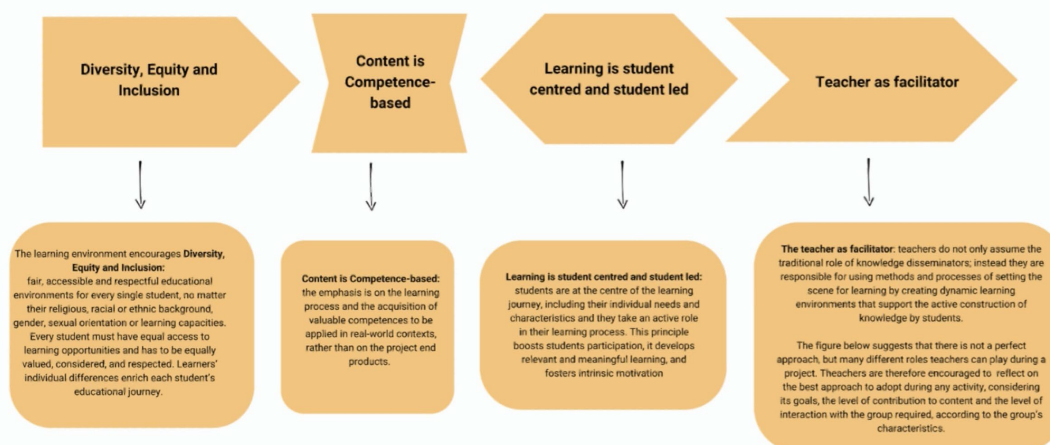 Diversity, Equity and
Inclusion
Content is
Competence-
based
Learning is student
centred and student led
Teacher as facilitator
The learning environment encourages Diversity,
Equity and Inclusion:
fair, accessible and respectful educational
environments for every single student, no matter
their religious, racial or ethnic background,
gender, sexual orientation or learning capacities.
Every student must have equal access to
learning opportunities and has to be equally
valued, considered, and respected. Learners'
individual differences enrich each student's
educational journey.
Content is Competence-based:
the emphasis is on the learning
process and the acquisition of
valuable competences to be
applied in real-world contexts,
rather than on the project end
products.
Learning is student centred and student led:
students are at the centre of the learning
journey, including their individual needs and
characteristics and they take an active role
in their learning process. This principle
boosts students participation, it develops
relevant and meaningful learning, and
fosters intrinsic motivation
The teacher as facilitator: teachers do not only assume the
traditional role of knowledge disseminators; instead they are
responsible for using methods and processes of setting the
scene for learning by creating dynamic learning
environments that support the active construction of
knowledge by students.
The figure below suggests that there is not a perfect
approach, but many different roles teachers can play during a
project. Theachers are therefore encouraged to reflect on
the best approach to adopt during any activity, considering
its goals, the level of contribution to content and the level of
interaction with the group required, according to the group's
characteristics.